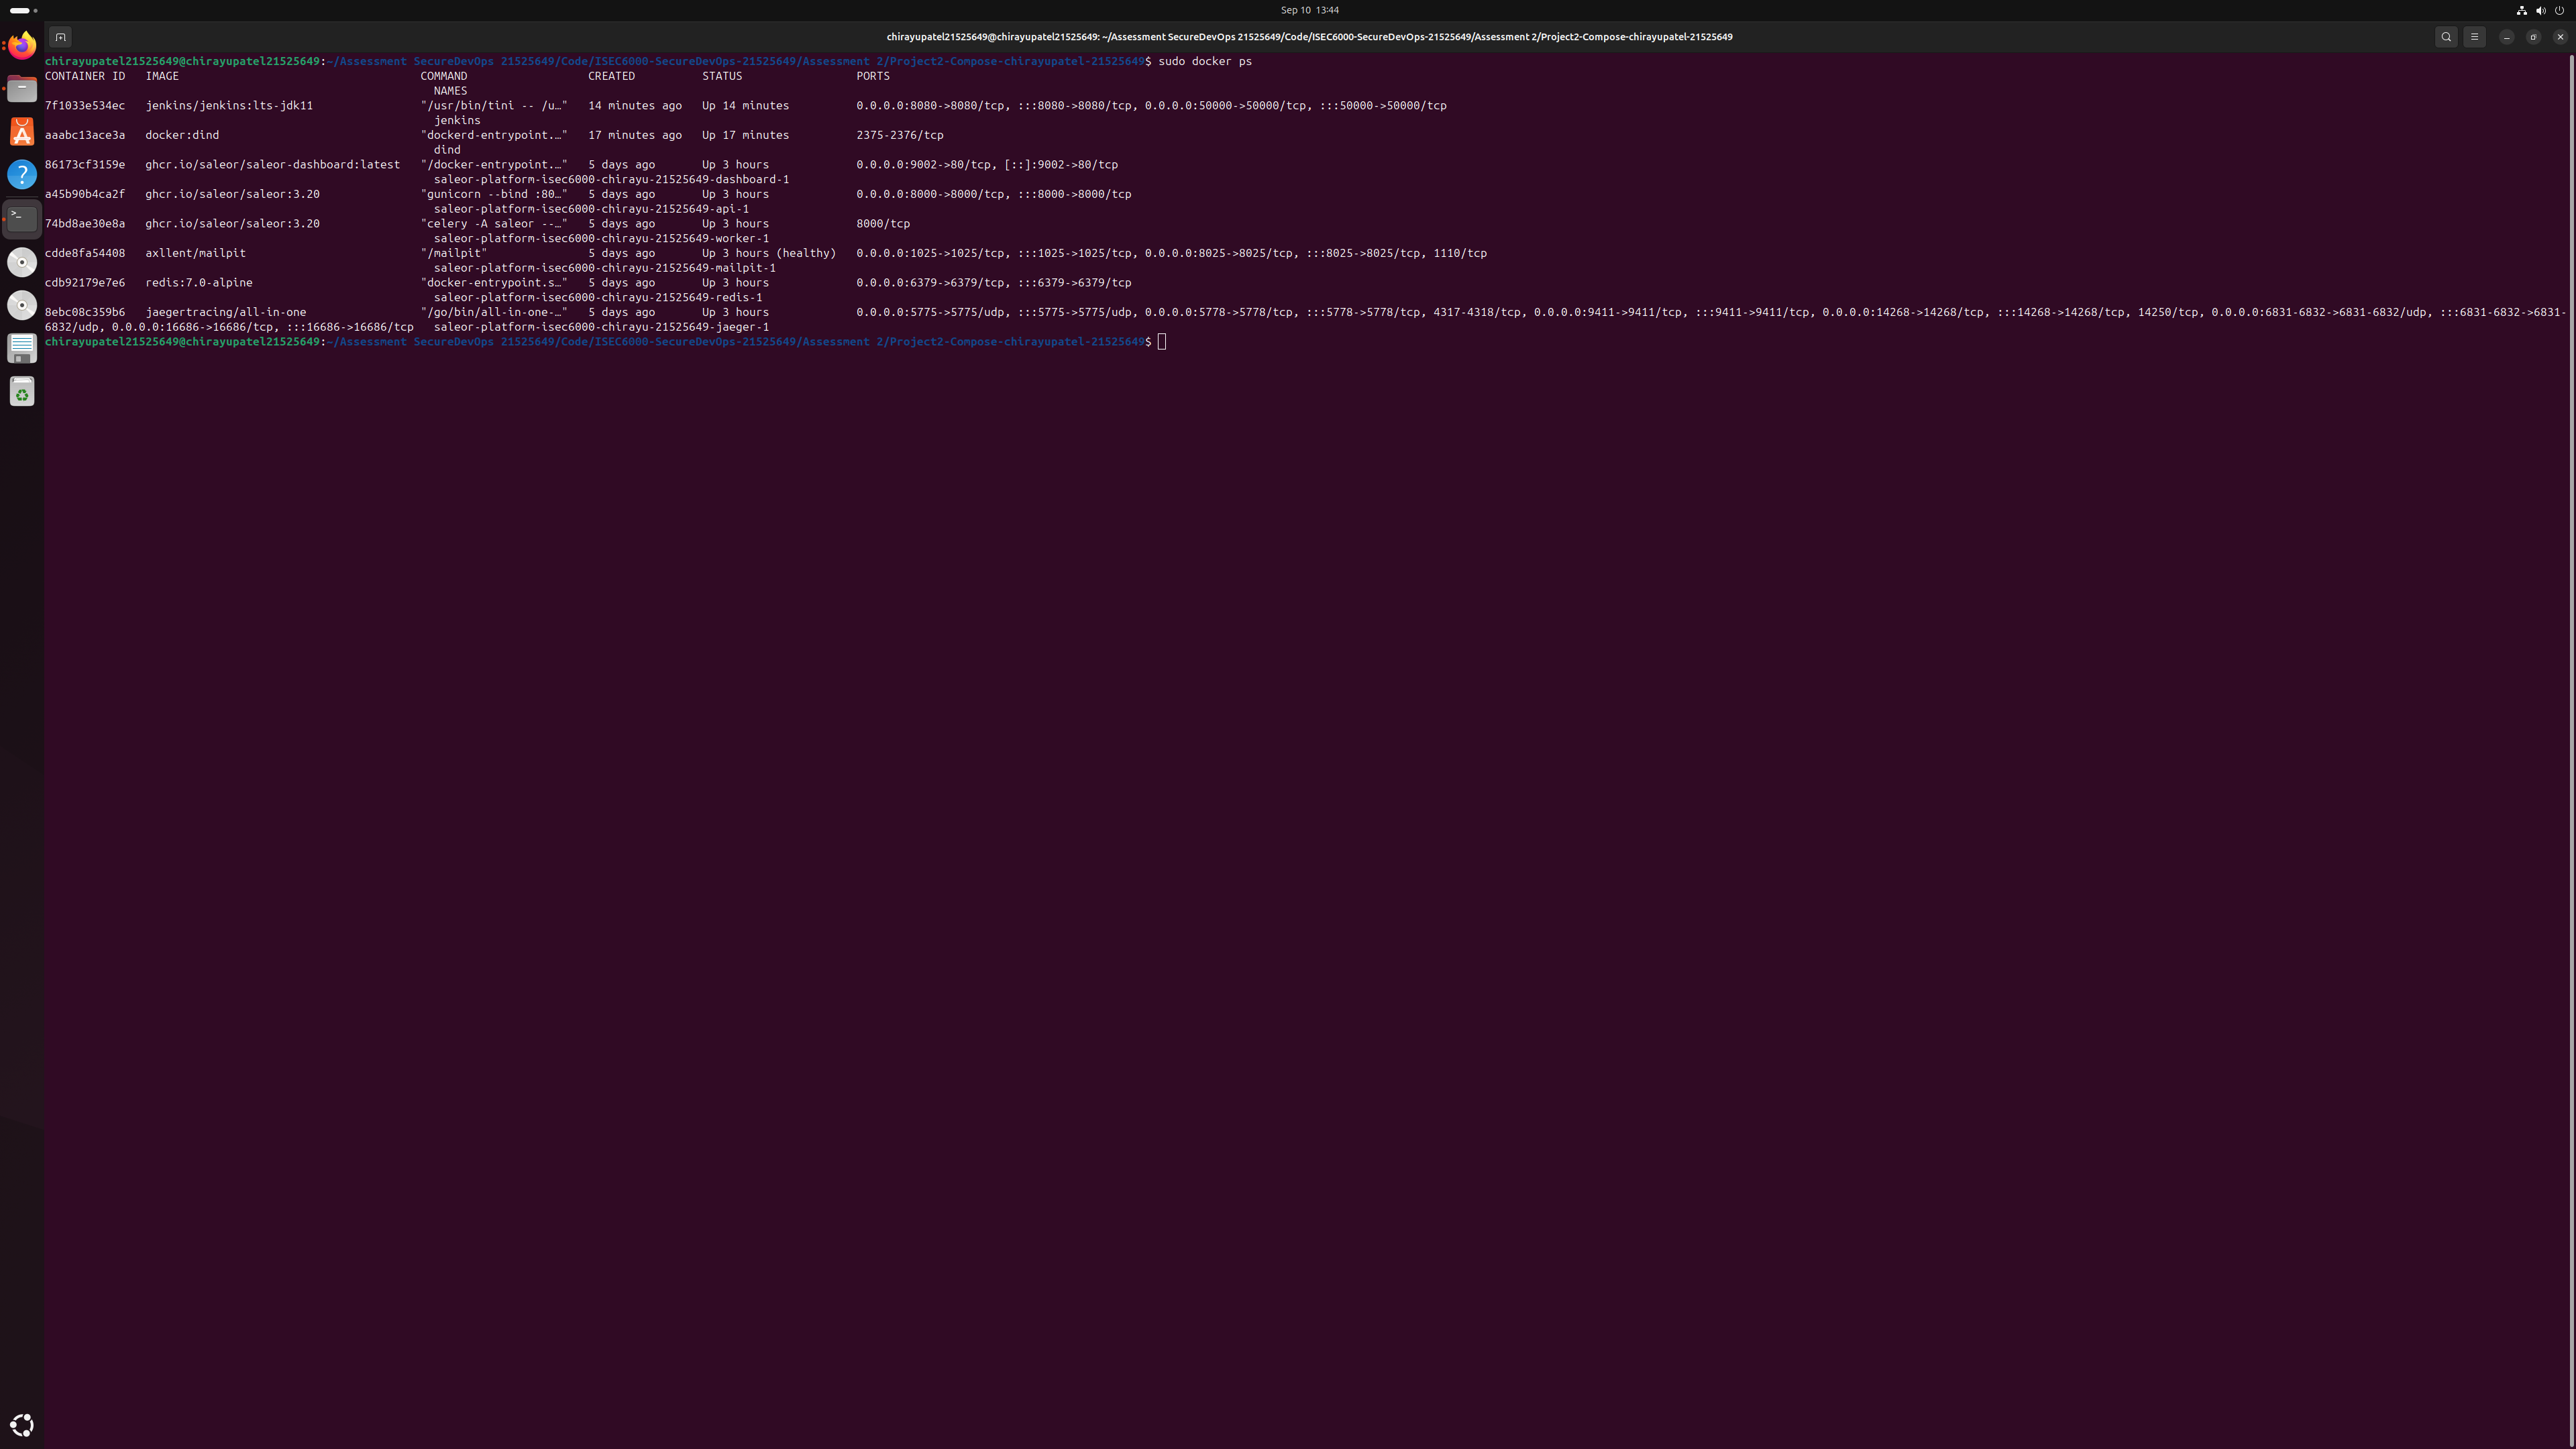 Sep 10 13:44
chirayupatel21525649@chirayupatel21525649: ~/Assessment SecureDevOps 21525649/Code/ISEC6000-SecureDevOps-21525649/Assessment 2/Project2-Compose-chirayupatel-21525649
chirayupatel21525649@chirayupatel21525649:~/Assessment SecureDevOps 21525649/Code/ISEC6000-SecureDevOps-21525649/Assessment 2/Project2-Compose-chirayupatel-21525649$ sudo docker ps
CONTAINER ID   IMAGE                                    COMMAND                  CREATED          STATUS                 PORTS
NAMES
7f1033e534ec   jenkins/jenkins:lts-jdk11                "/usr/bin/tini -- /u…"   14 minutes ago   Up 14 minutes          0.0.0.0:8080->8080/tcp, :::8080->8080/tcp, 0.0.0.0:50000->50000/tcp, :::50000->50000/tcp
jenkins
aaabc13ace3a   docker:dind                              "dockerd-entrypoint.…"   17 minutes ago   Up 17 minutes          2375-2376/tcp
dind
86173cf3159e   ghcr.io/saleor/saleor-dashboard:latest   "/docker-entrypoint.…"   5 days ago       Up 3 hours             0.0.0.0:9002->80/tcp, [::]:9002->80/tcp
saleor-platform-isec6000-chirayu-21525649-dashboard-1
a45b90b4ca2f   ghcr.io/saleor/saleor:3.20               "gunicorn --bind :80…"   5 days ago       Up 3 hours             0.0.0.0:8000->8000/tcp, :::8000->8000/tcp
saleor-platform-isec6000-chirayu-21525649-api-1
74bd8ae30e8a   ghcr.io/saleor/saleor:3.20               "celery -A saleor --…"   5 days ago       Up 3 hours             8000/tcp
saleor-platform-isec6000-chirayu-21525649-worker-1
cdde8fa54408   axllent/mailpit                          "/mailpit"               5 days ago       Up 3 hours (healthy)   0.0.0.0:1025->1025/tcp, :::1025->1025/tcp, 0.0.0.0:8025->8025/tcp, :::8025->8025/tcp, 1110/tcp
saleor-platform-isec6000-chirayu-21525649-mailpit-1
cdb92179e7e6   redis:7.0-alpine                         "docker-entrypoint.s…"   5 days ago       Up 3 hours             0.0.0.0:6379->6379/tcp, :::6379->6379/tcp
saleor-platform-isec6000-chirayu-21525649-redis-1
8ebc08c359b6   jaegertracing/all-in-one                 "/go/bin/all-in-one-…"   5 days ago       Up 3 hours             0.0.0.0:5775->5775/udp, :::5775->5775/udp, 0.0.0.0:5778->5778/tcp, :::5778->5778/tcp, 4317-4318/tcp, 0.0.0.0:9411->9411/tcp, :::9411->9411/tcp, 0.0.0.0:14268->14268/tcp, :::14268->14268/tcp, 14250/tcp, 0.0.0.0:6831-6832->6831-6832/udp, :::6831-6832->6831-
6832/udp, 0.0.0.0:16686->16686/tcp, :::16686->16686/tcp   saleor-platform-isec6000-chirayu-21525649-jaeger-1
chirayupatel21525649@chirayupatel21525649:~/Assessment SecureDevOps 21525649/Code/ISEC6000-SecureDevOps-21525649/Assessment 2/Project2-Compose-chirayupatel-21525649$